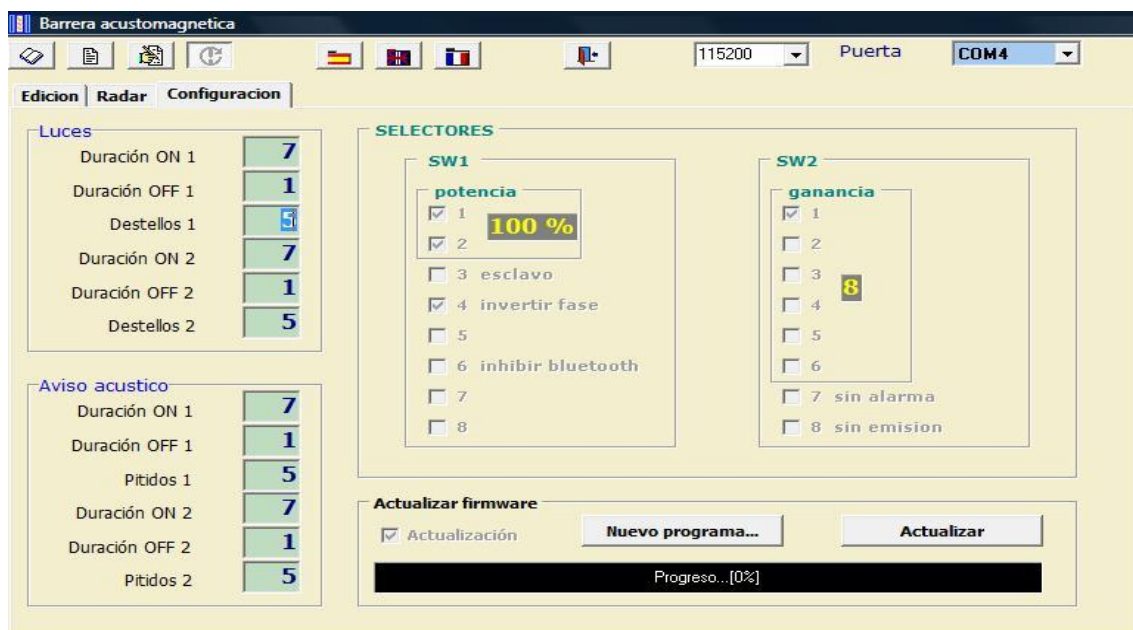 Barrera acustomagnetica
115200 Puerta COM4
Edicion Radar Configuracion
Luces
Duración ON 1 7
Duración OFF 1 1
Destellos 1 5
Duración ON 2 7
Duración OFF 2 1
Destellos 2 5
Aviso acustico
Duración ON 1 7
Duración OFF 1 1
Pitidos 1 5
Duración ON 2 7
Duración OFF 2 1
Pitidos 2 5
SELECTORES
SW1
potencia
1
100 %
2
3 esclavo
4 invertir fase
5
6 inhibir bluetooth
7
8
SW2
ganancia
1
2
3
8
4
5
6
7 sin alarma
8 sin emision
Actualizar firmware
Actualización Nuevo programa... Actualizar
Progreso...[0%]